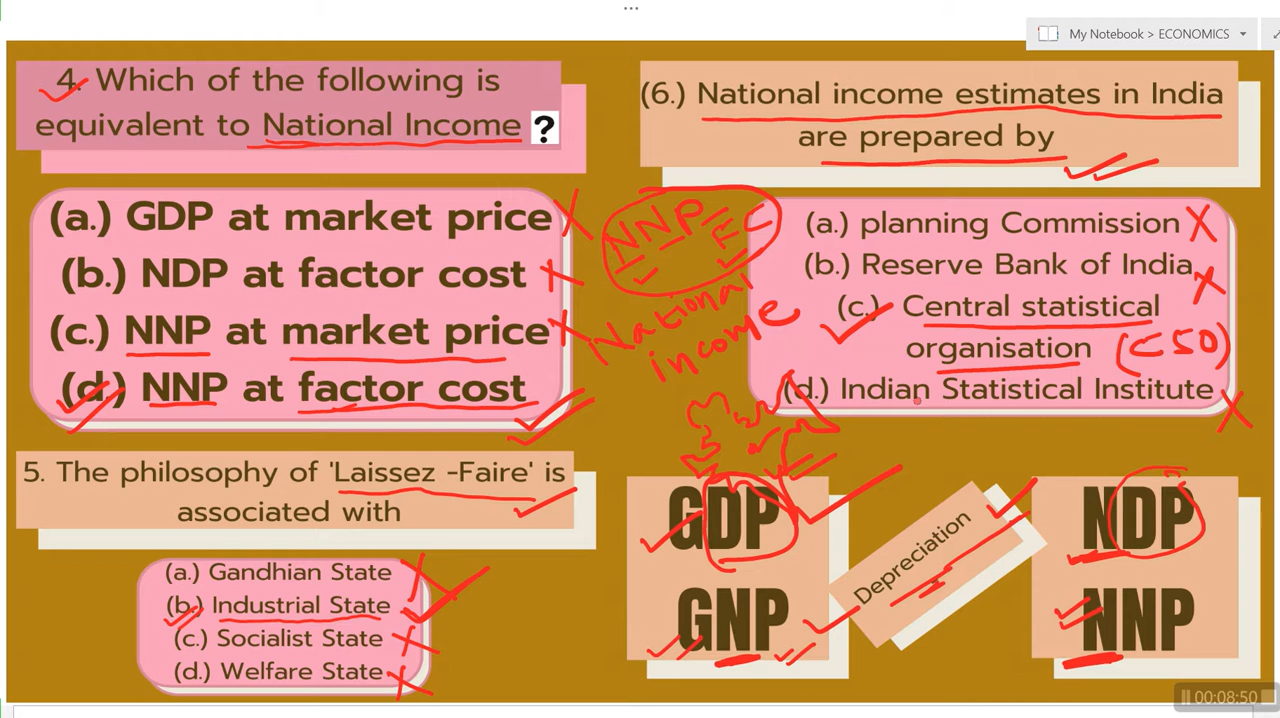 My Notebook > ECONOMICS
4. Which of the following is
equivalent to National Income ?
(a.) GDP at market price
(b.) NDP at factor cost
(c.) NNP at market price
(d.) NNP at factor cost
5. The philosophy of 'Laissez -Faire' is
associated with
(a.) Gandhian State
(b.) Industrial State
(c.) Socialist State
(d.) Welfare State
NNP FC
National
income
(6.) National income estimates in India
are prepared by
(a.) planning Commission
(b.) Reserve Bank of India
(c.) Central statistical
organisation (CSO)
(d.) Indian Statistical Institute
GDP
GNP
Depreciation
=
NDP
NNP
00:08:50